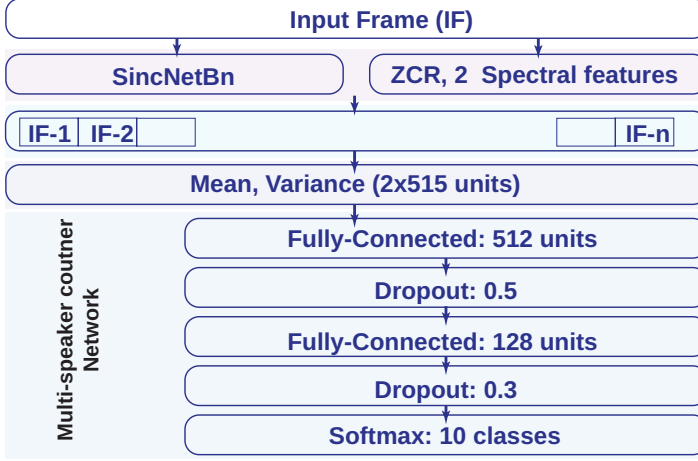 Input Frame (IF)
SincNetBn
ZCR, 2 Spectral features
IF-1 IF-2 IF-n
Mean, Variance (2x515 units)
Multi-speaker coutner
Network
Fully-Connected: 512 units
Dropout: 0.5
Fully-Connected: 128 units
Dropout: 0.3
Softmax: 10 classes